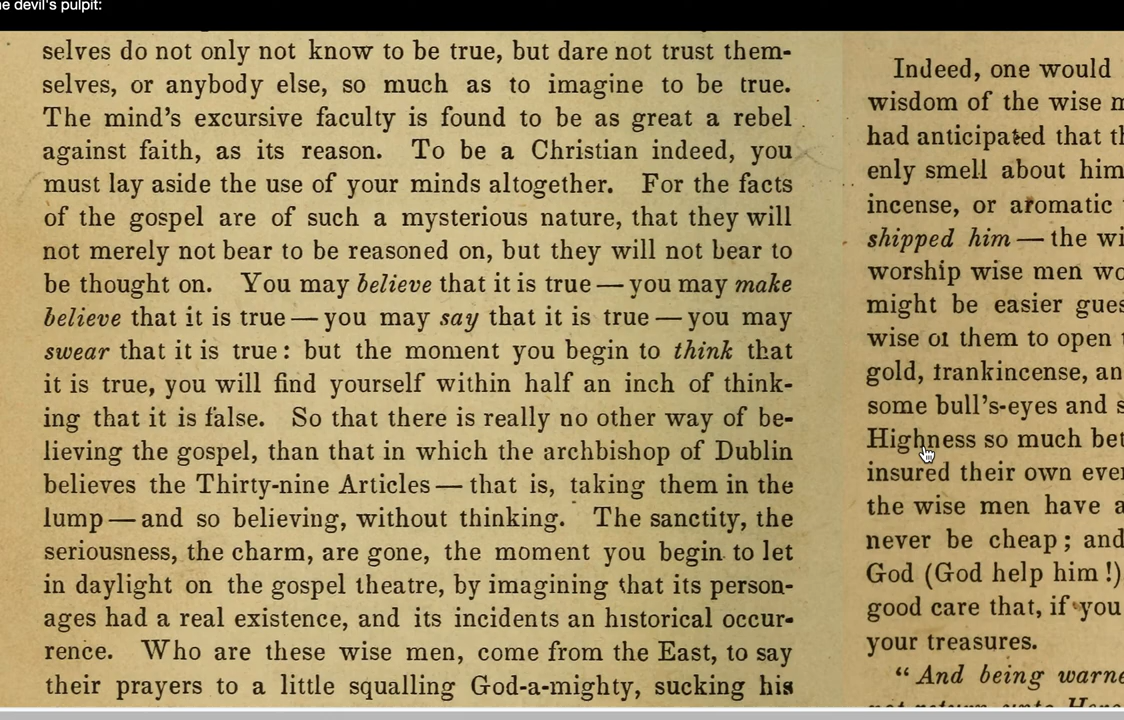 e devil's pulpit:
selves do not only not know to be true, but dare not trust them-
selves, or anybody else, so much as to imagine to be true.
The mind's excursive faculty is found to be as great a rebel
against faith, as its reason. To be a Christian indeed, you
must lay aside the use of your minds altogether. For the facts
of the gospel are of such a mysterious nature, that they will
not merely not bear to be reasoned on, but they will not bear to
be thought on. You may believe that it is true — you may make
believe that it is true — you may say that it is true — you may
swear that it is true: but the moment you begin to think that
it is true, you will find yourself within half an inch of think-
ing that it is false. So that there is really no other way of be-
lieving the gospel, than that in which the archbishop of Dublin
believes the Thirty-nine Articles — that is, taking them in the
lump — and so believing, without thinking. The sanctity, the
seriousness, the charm, are gone, the moment you begin to let
in daylight on the gospel theatre, by imagining that its person-
ages had a real existence, and its incidents an historical occur-
rence. Who are these wise men, come from the East, to say
their prayers to a little squalling God-a-mighty, sucking his
Indeed, one would
wisdom of the wise
had anticipated that
enly smell about him
incense, or aromatic
shipped him — the
worship wise men
might be easier
wise of them to open
gold, frankincense,
some bull's-eyes and
Highness so much
insured their own
the wise men have
never be cheap; and
God (God help him!)
good care that, if you
your treasures.
"And being